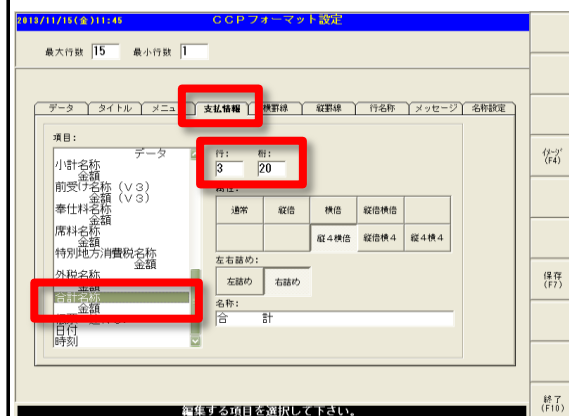 2013/11/15(金)11:45 ＣＣＰフォーマット設定
最大行数 15 最小行数 1
データ タイトル メニュ 支払情報 横罫線 縦罫線 行名称 メッセージ 名称設定
項目：
データ
小計名称
金額
前受け名称（Ｖ３）
金額（Ｖ３）
奉仕料名称
金額
席料名称
金額
特別地方消費税名称
金額
外税名称
金額
合計名称
金額
日付
時刻
行： 桁：
3 20
通常 縦倍 横倍 縦倍横倍
縦４横倍 縦倍横４ 縦４横４
左右詰め：
左詰め 右詰め
名称：
合　　計
編集する項目を選択して下さい。
ｲﾒｰｼﾞ
(F4)
保存
(F7)
終了
(F10)